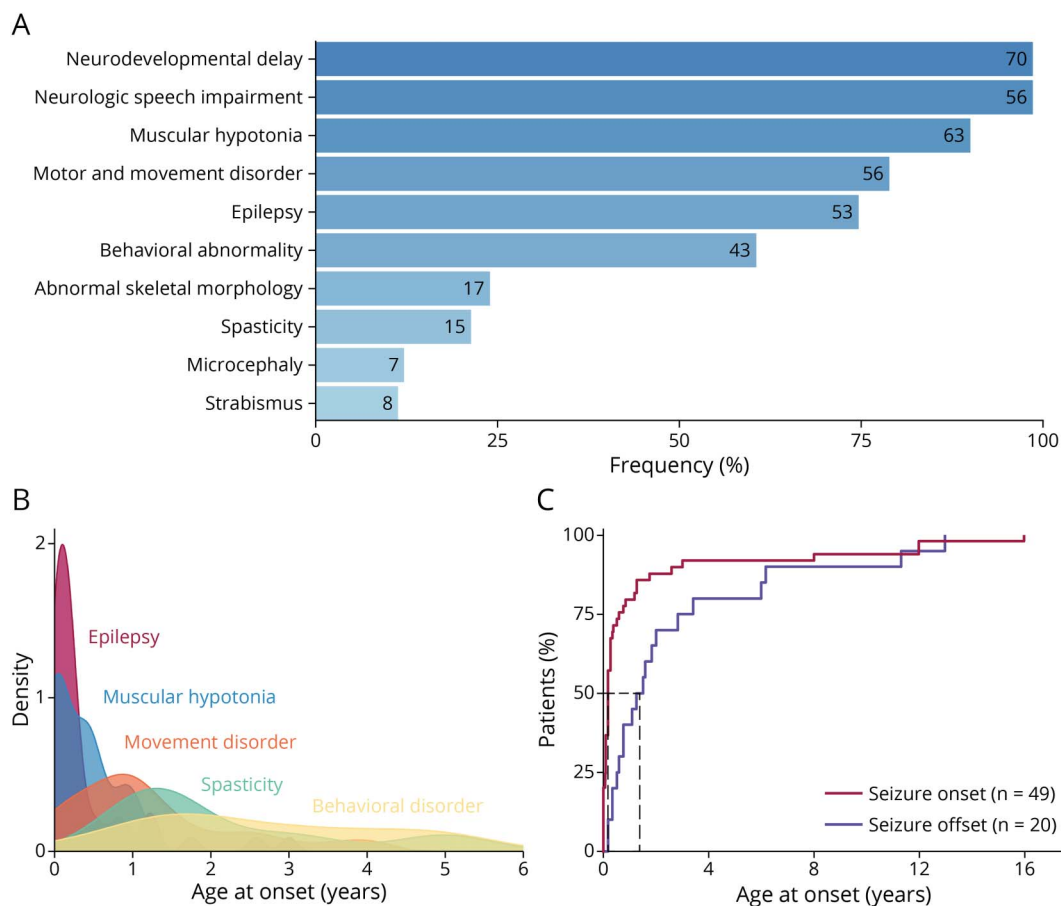 A
Neurodevelopmental delay
70
Neurologic speech impairment
56
Muscular hypotonia
63
Motor and movement disorder
56
Epilepsy
53
Behavioral abnormality
43
Abnormal skeletal morphology
17
Spasticity
15
Microcephaly
7
Strabismus
8
0 25 50 75 100
Frequency (%)
B
Density
2
1
0
Epilepsy
Muscular hypotonia
Movement disorder
Spasticity
Behavioral disorder
0 1 2 3 4 5 6
Age at onset (years)
C
Patients (%)
100
75
50
25
0
Seizure onset (n = 49)
Seizure offset (n = 20)
0 4 8 12 16
Age at onset (years)